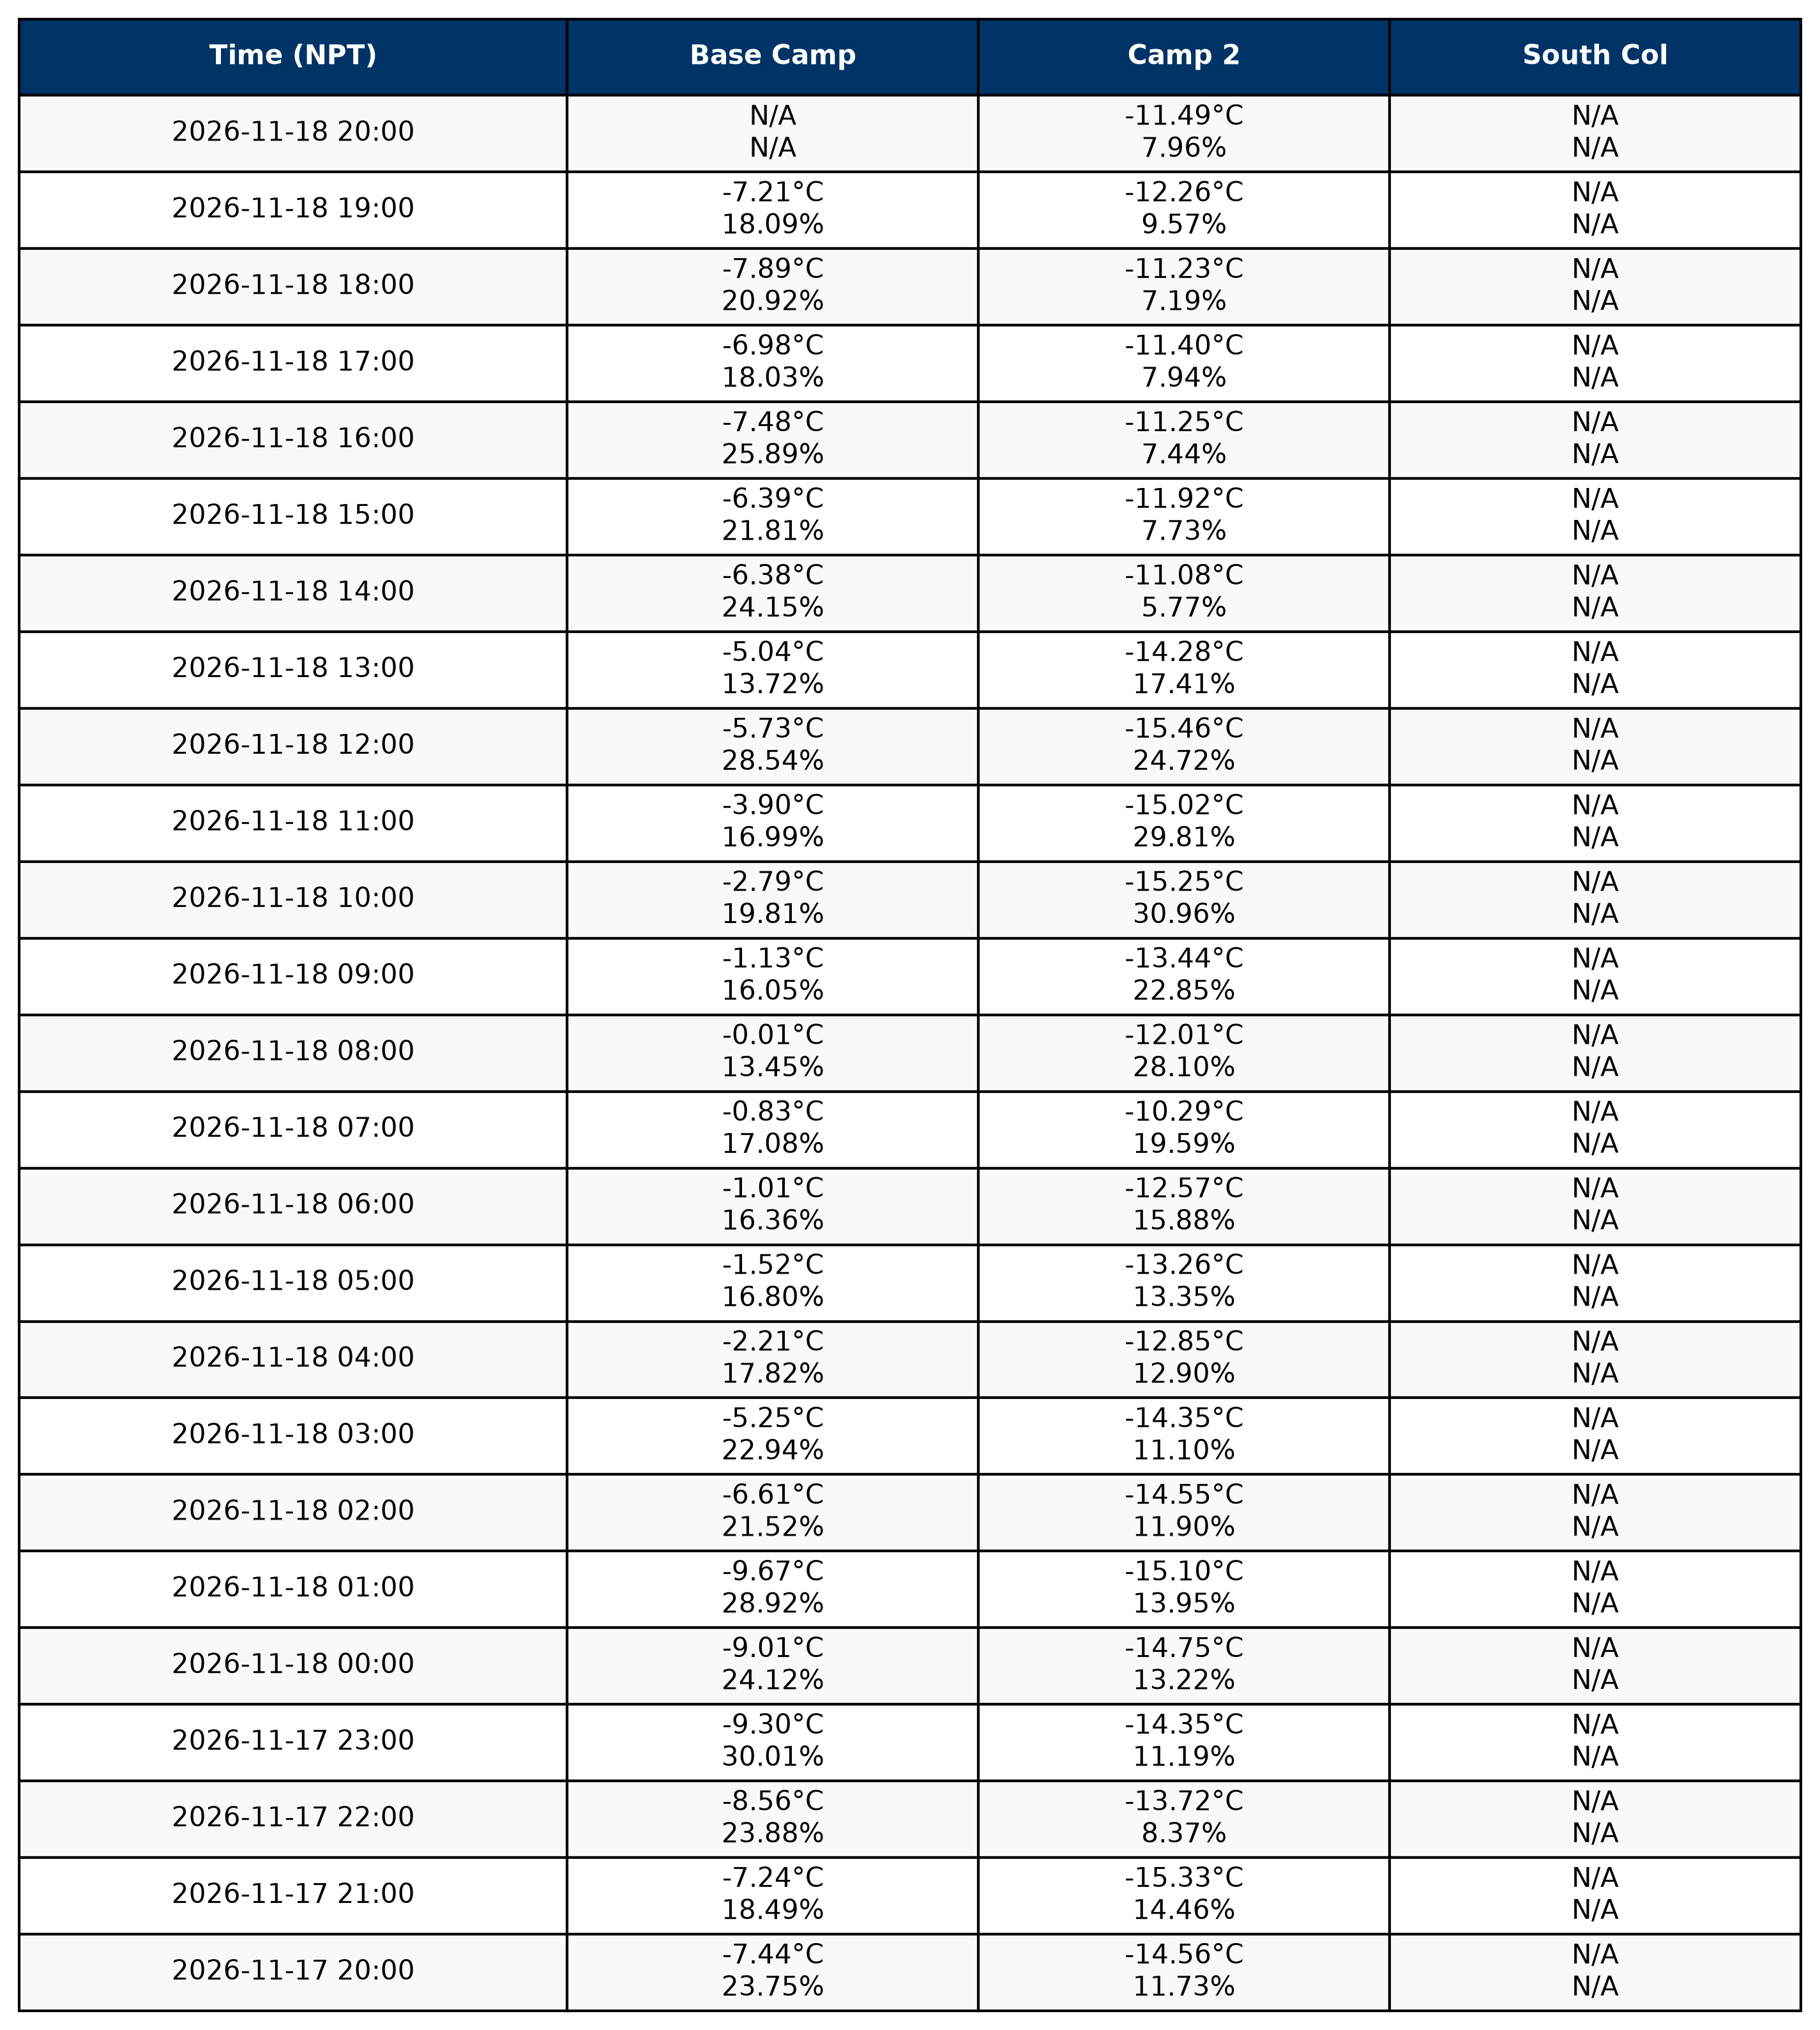 Time (NPT) Base Camp Camp 2 South Col
2026-11-18 20:00 N/A -11.49°C N/A
N/A 7.96% N/A
2026-11-18 19:00 -7.21°C -12.26°C N/A
18.09% 9.57% N/A
2026-11-18 18:00 -7.89°C -11.23°C N/A
20.92% 7.19% N/A
2026-11-18 17:00 -6.98°C -11.40°C N/A
18.03% 7.94% N/A
2026-11-18 16:00 -7.48°C -11.25°C N/A
25.89% 7.44% N/A
2026-11-18 15:00 -6.39°C -11.92°C N/A
21.81% 7.73% N/A
2026-11-18 14:00 -6.38°C -11.08°C N/A
24.15% 5.77% N/A
2026-11-18 13:00 -5.04°C -14.28°C N/A
13.72% 17.41% N/A
2026-11-18 12:00 -5.73°C -15.46°C N/A
28.54% 24.72% N/A
2026-11-18 11:00 -3.90°C -15.02°C N/A
16.99% 29.81% N/A
2026-11-18 10:00 -2.79°C -15.25°C N/A
19.81% 30.96% N/A
2026-11-18 09:00 -1.13°C -13.44°C N/A
16.05% 22.85% N/A
2026-11-18 08:00 -0.01°C -12.01°C N/A
13.45% 28.10% N/A
2026-11-18 07:00 -0.83°C -10.29°C N/A
17.08% 19.59% N/A
2026-11-18 06:00 -1.01°C -12.57°C N/A
16.36% 15.88% N/A
2026-11-18 05:00 -1.52°C -13.26°C N/A
16.80% 13.35% N/A
2026-11-18 04:00 -2.21°C -12.85°C N/A
17.82% 12.90% N/A
2026-11-18 03:00 -5.25°C -14.35°C N/A
22.94% 11.10% N/A
2026-11-18 02:00 -6.61°C -14.55°C N/A
21.52% 11.90% N/A
2026-11-18 01:00 -9.67°C -15.10°C N/A
28.92% 13.95% N/A
2026-11-18 00:00 -9.01°C -14.75°C N/A
24.12% 13.22% N/A
2026-11-17 23:00 -9.30°C -14.35°C N/A
30.01% 11.19% N/A
2026-11-17 22:00 -8.56°C -13.72°C N/A
23.88% 8.37% N/A
2026-11-17 21:00 -7.24°C -15.33°C N/A
18.49% 14.46% N/A
2026-11-17 20:00 -7.44°C -14.56°C N/A
23.75% 11.73% N/A